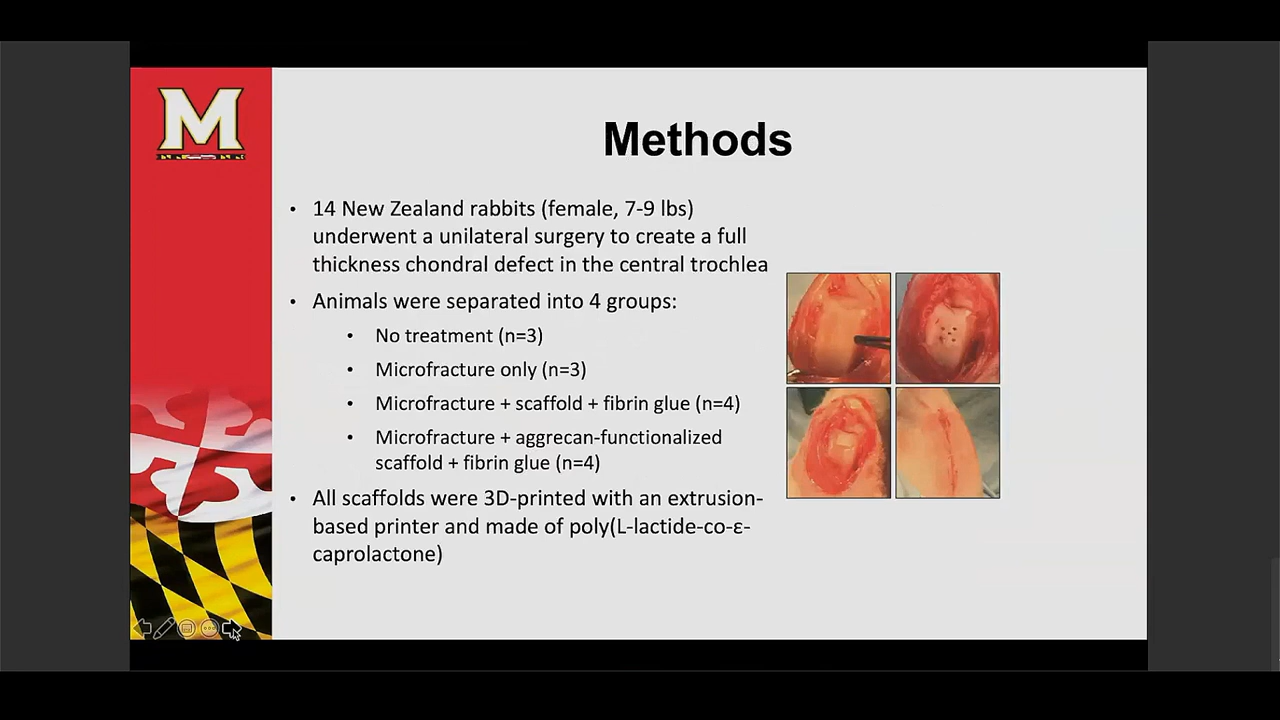 M
Methods
• 14 New Zealand rabbits (female, 7-9 lbs)
underwent a unilateral surgery to create a full
thickness chondral defect in the central trochlea
• Animals were separated into 4 groups:
• No treatment (n=3)
• Microfracture only (n=3)
• Microfracture + scaffold + fibrin glue (n=4)
• Microfracture + aggrecan-functionalized
scaffold + fibrin glue (n=4)
• All scaffolds were 3D-printed with an extrusion-
based printer and made of poly(L-lactide-co-ε-
caprolactone)